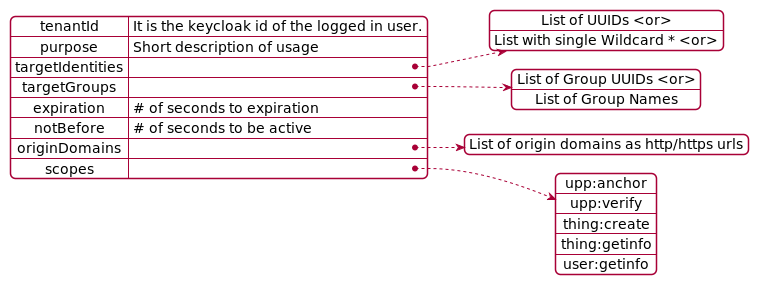 tenantId It is the keycloak id of the logged in user.
purpose Short description of usage
targetIdentities
targetGroups
expiration # of seconds to expiration
notBefore # of seconds to be active
originDomains
scopes
List of UUIDs <or>
List with single Wildcard * <or>
List of Group UUIDs <or>
List of Group Names
List of origin domains as http/https urls
upp:anchor
upp:verify
thing:create
thing:getinfo
user:getinfo